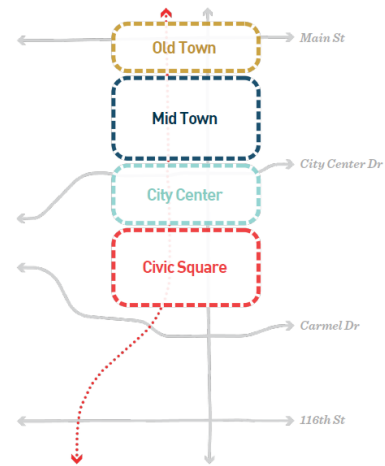 Old Town
Main St
Mid Town
City Center Dr
City Center
Civic Square
Carmel Dr
116th St